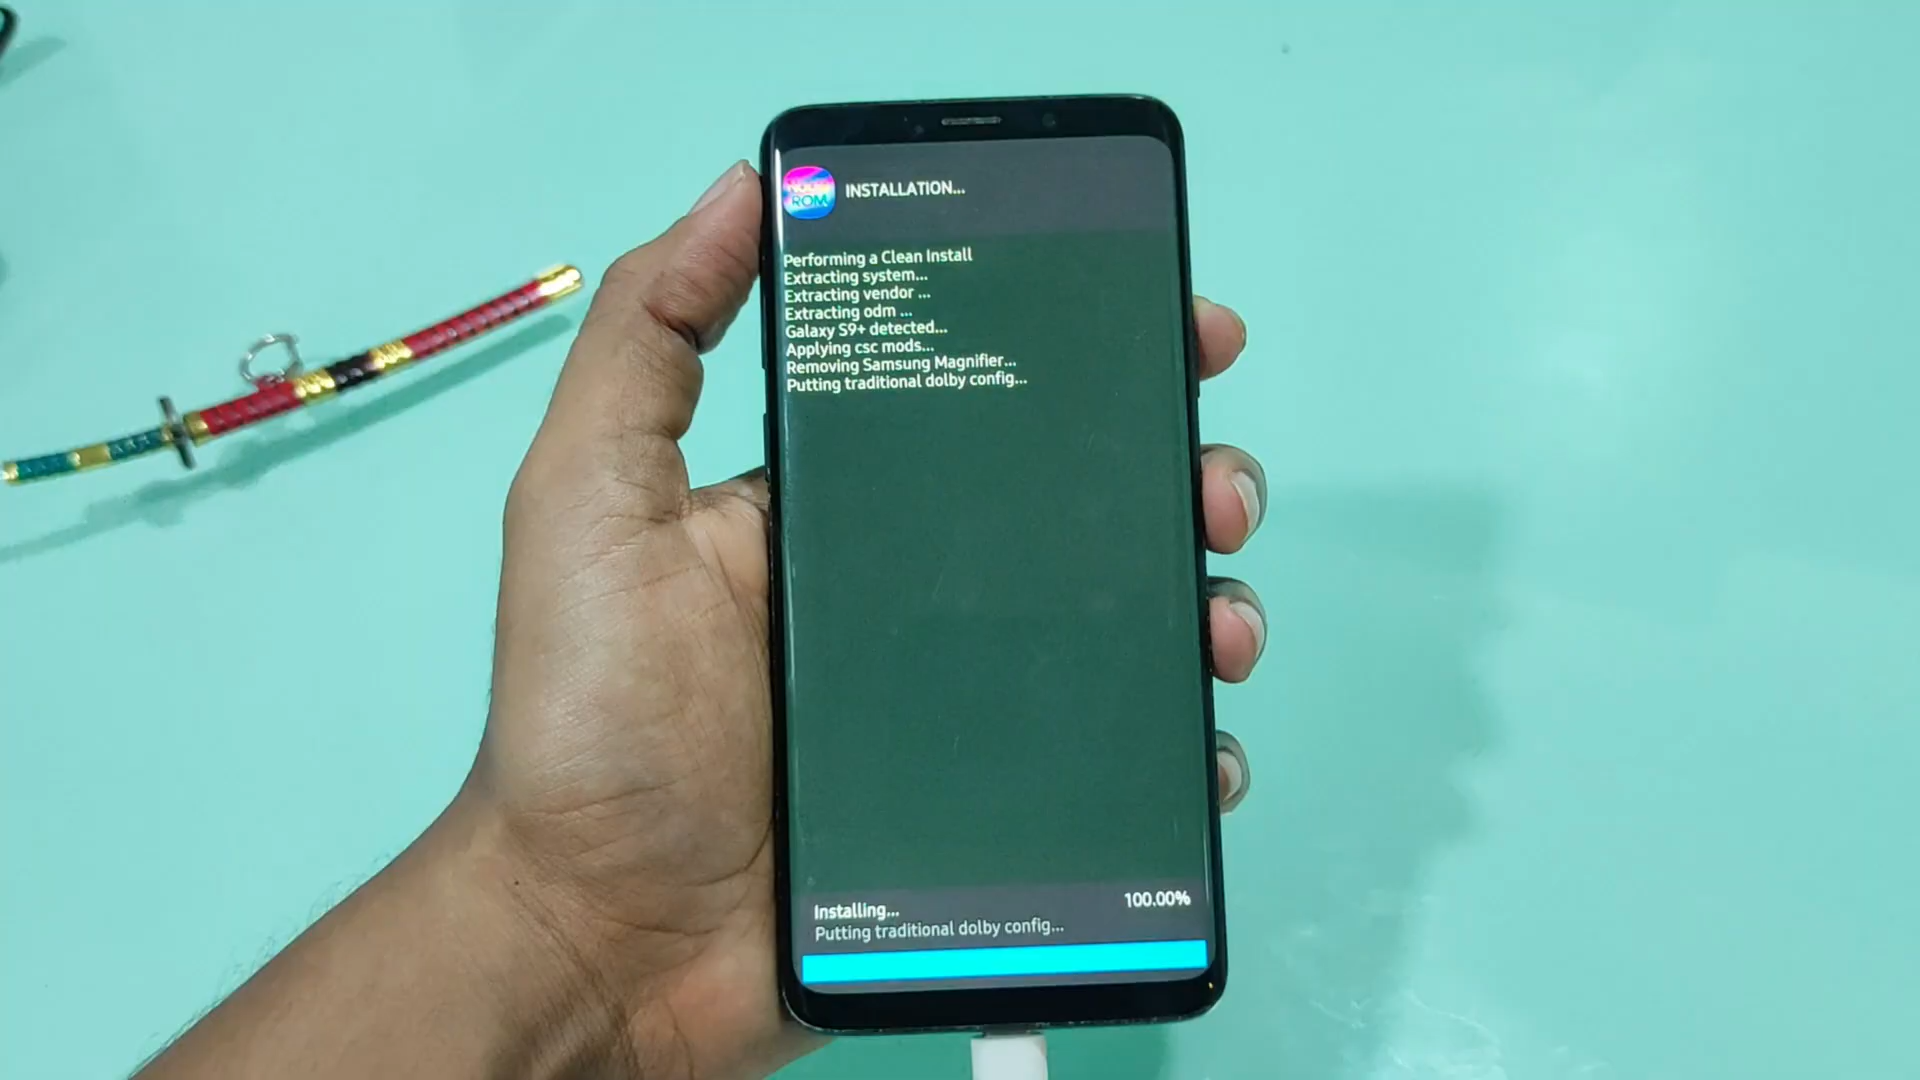 ROM
INSTALLATION...
Performing a Clean Install
Extracting system...
Extracting vendor ...
Extracting odm ...
Galaxy S9+ detected...
Applying csc mods...
Removing Samsung Magnifier...
Putting traditional dolby config...
Installing...
100.00%
Putting traditional dolby config...